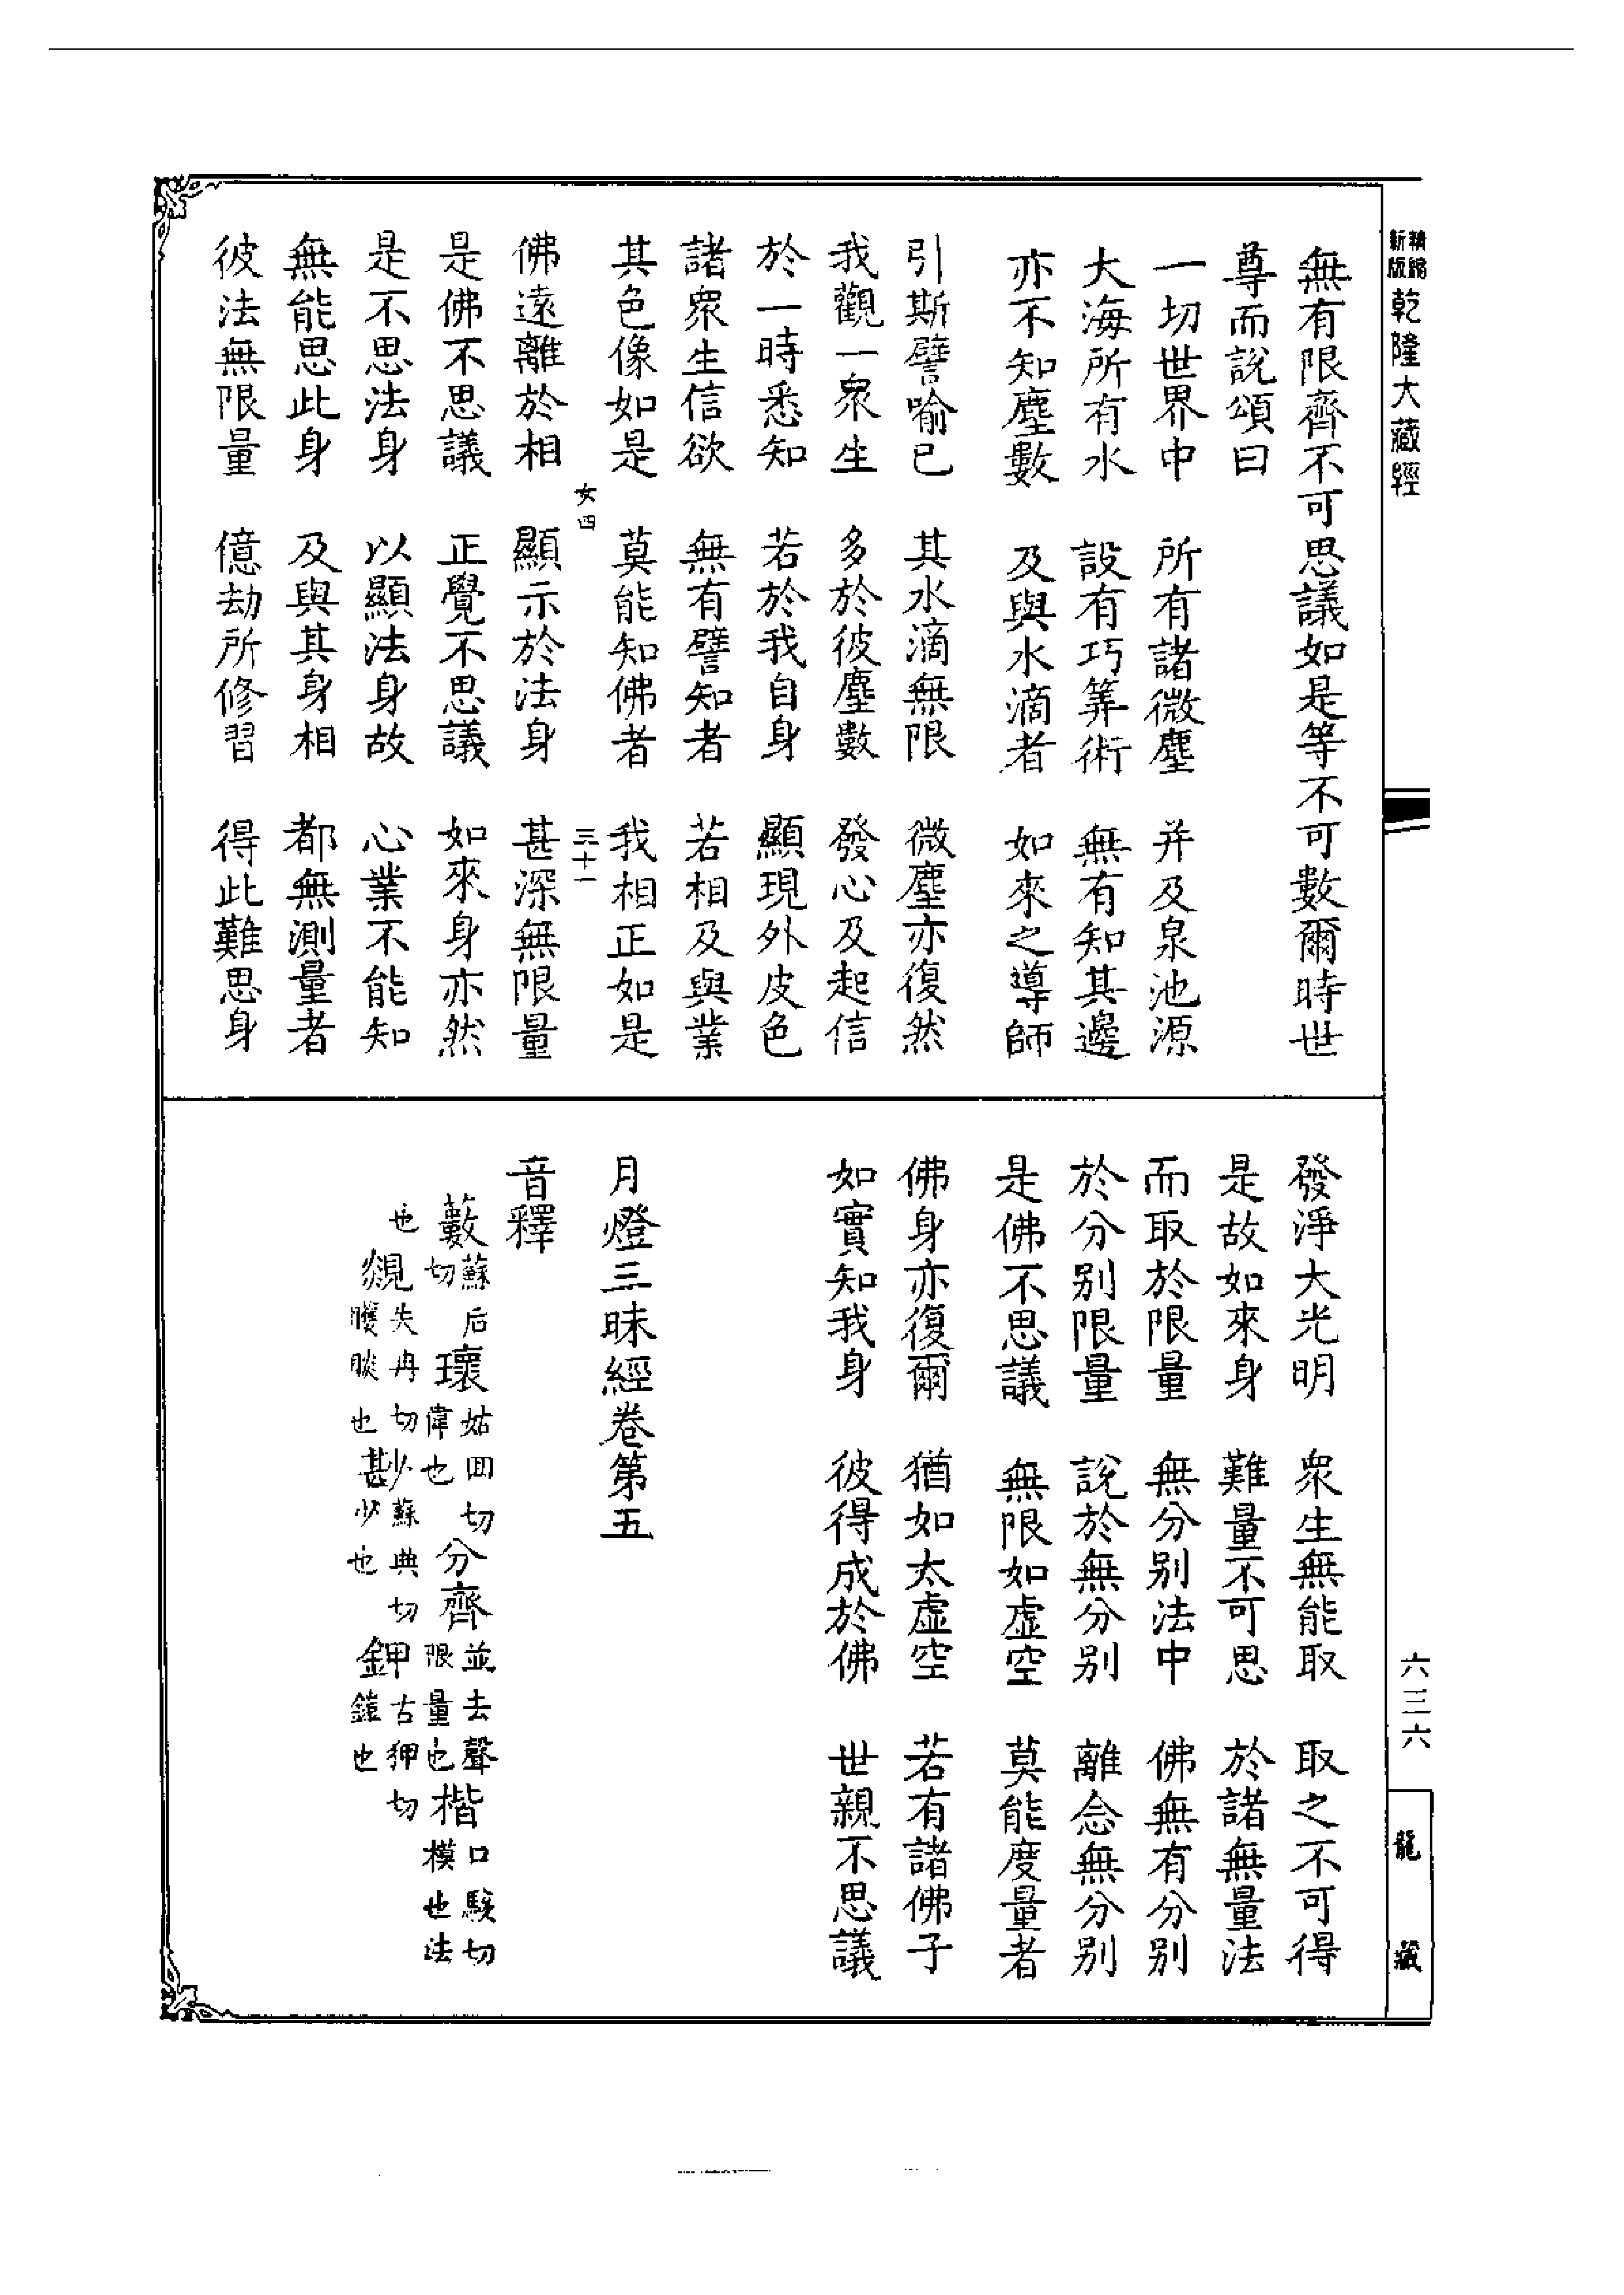 精編新版
乾隆大藏經
無有限齊不可思議如是等不可數爾時世
尊而說頌曰
一切世界中　所有諸微塵　并及泉池源
大海所有水　設有巧筭術　無有知其邊
亦不知塵數　及與水滴者　如來之導師
引斯譬喻已　其水滴無限　微塵亦復然
我觀一衆生　多於彼塵數　發心及起信
於一時悉知　若於我自身　顯現外皮色
諸衆生信欲　無有譬知者　若相及與業
其色像如是　莫能知佛者　我相正如是
女四　三十一
佛遠離於相　顯示於法身　甚深無限量
是佛不思議　正覺不思議　如來身亦然
是不思法身　以顯法身故　心業不能知
無能思此身　及與其身相　都無測量者
彼法無限量　億劫所修習　得此難思身
發淨大光明　衆生無能取　取之不可得
是故如來身　難量不可思　於諸無量法
而取於限量　無分別法中　佛無有分別
於分別限量　說於無分別　離念無分別
是佛不思議　無限如虛空　莫能度量者
佛身亦復爾　猶如太虛空　若有諸佛子
如實知我身　彼得成於佛　世親不思議
月燈三昧經卷第五
音釋
藪蘇后切　瓌姑回切偉也　分齊並去聲限量也　楷口駭切模也法
也　覢失冉切䁱睒也　尠蘇典切少也　鉀古狎切鎧也
六三六
龍藏